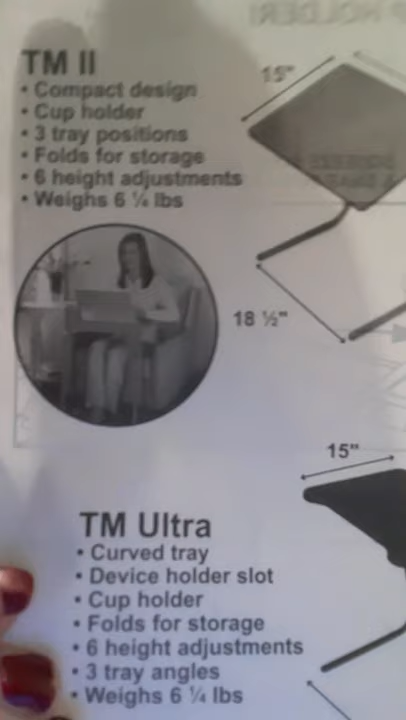 TM II
• Compact design
• Cup holder
• 3 tray positions
• Folds for storage
• 6 height adjustments
• Weighs 6 ¼ lbs
15"
18 ½"
TM Ultra
• Curved tray
• Device holder slot
• Cup holder
• Folds for storage
• 6 height adjustments
• 3 tray angles
• Weighs 6 ¼ lbs
15"